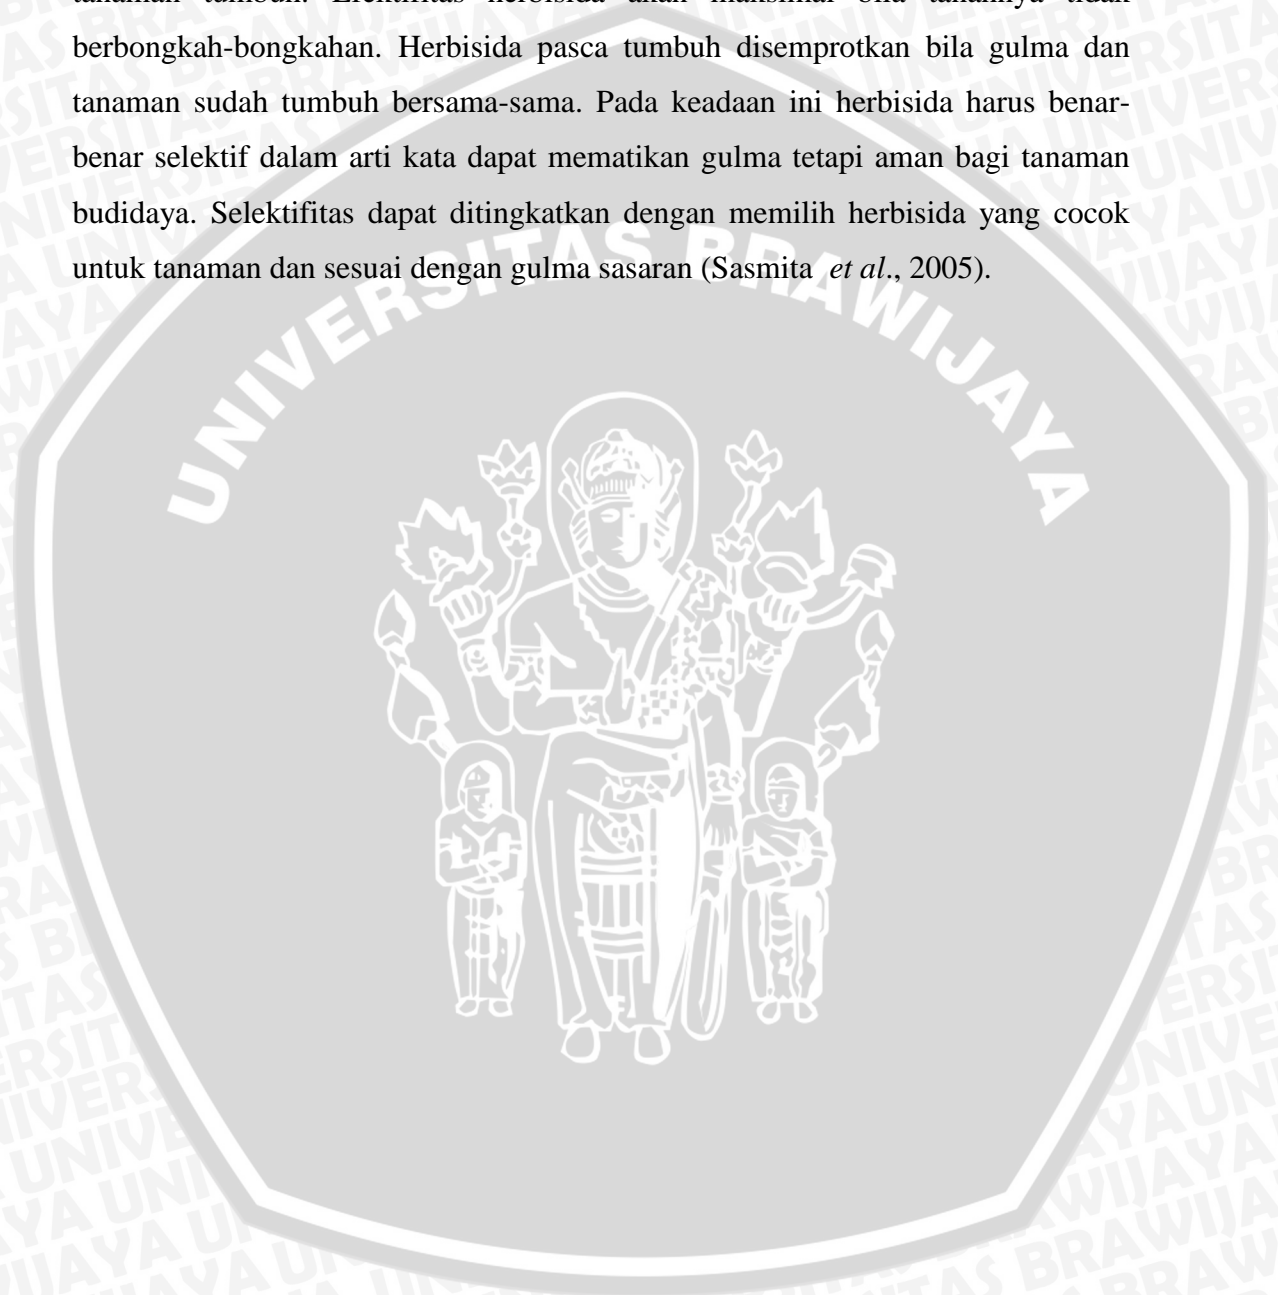 tanaman tumbuh. Efektifitas herbisida akan maksimal bila tanahnya tidak
berbongkah-bongkahan. Herbisida pasca tumbuh disemprotkan bila gulma dan
tanaman sudah tumbuh bersama-sama. Pada keadaan ini herbisida harus benar-
benar selektif dalam arti kata dapat mematikan gulma tetapi aman bagi tanaman
budidaya. Selektifitas dapat ditingkatkan dengan memilih herbisida yang cocok
untuk tanaman dan sesuai dengan gulma sasaran (Sasmita et al., 2005).
UNIVERSITAS BRAWIJAYA